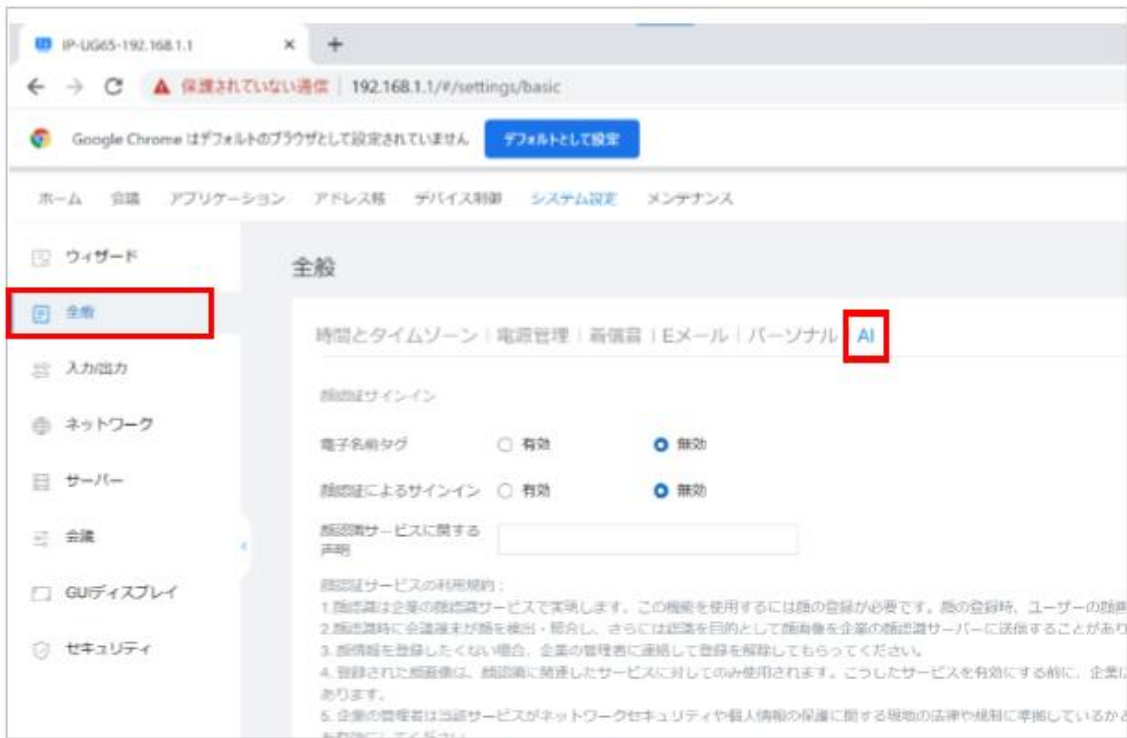 IP-UG65-192.168.1.1
保護されていない通信 | 192.168.1.1/#/settings/basic
Google Chrome はデフォルトのブラウザとして設定されていません デフォルトとして設定
ホーム 会議 アプリケーション アドレス帳 デバイス制御 システム設定 メンテナンス
ウィザード
全般
入力/出力
ネットワーク
サーバー
会議
GUIディスプレイ
セキュリティ
全般
時間とタイムゾーン | 電源管理 | 着信音 | Eメール | パーソナル AI
顔認証サインイン
電子名前タグ 有効 無効
顔認証によるサインイン 有効 無効
顔認識サービスに関する
声明
顔認証サービスの利用規約：
1.顔認識は企業の顔認識サービスで実現します。この機能を使用するには顔の登録が必要です。顔の登録時、ユーザーの顔画
2.顔認識時に会議端末が顔を検出・照合し、さらには認識を目的として顔画像を企業の顔認識サーバーに送信することがあり
3. 顔情報を登録したくない場合、企業の管理者に連絡して登録を解除してもらってください。
4. 登録された顔画像は、顔認識に関連したサービスに対してのみ使用されます。こうしたサービスを有効にする前に、企業に
あります。
5. 企業の管理者は当該サービスがネットワークセキュリティや個人情報の保護に関する現地の法律や規制に準拠しているかを